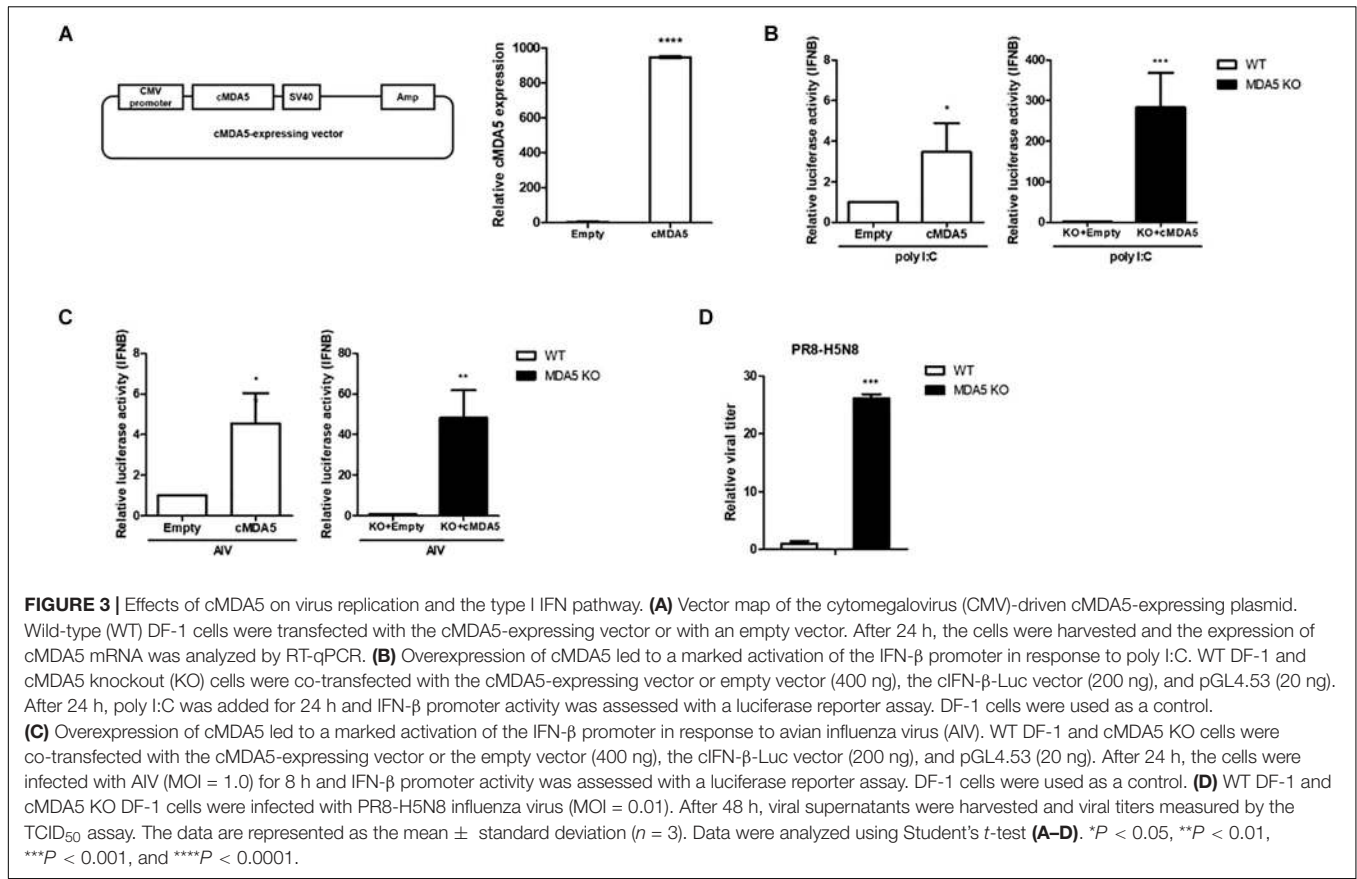 A
CMV promoter
cMDA5
SV40
Amp
cMDA5-expressing vector
Relative cMDA5 expression
1000
800
600
400
200
0
****
Empty
cMDA5
B
Relative luciferase activity (IFNB)
8
6
4
2
0
*
Empty
cMDA5
poly I:C
Relative luciferase activity (IFNB)
400
300
200
100
0
***
KO+Empty
KO+cMDA5
poly I:C
WT
MDA5 KO
C
Relative luciferase activity (IFNB)
8
6
4
2
0
*
Empty
cMDA5
AIV
Relative luciferase activity (IFNB)
80
60
40
20
0
**
KO+Empty
KO+cMDA5
AIV
WT
MDA5 KO
D
PR8-H5N8
Relative viral titer
30
20
10
0
***
WT
MDA5 KO
FIGURE 3 | Effects of cMDA5 on virus replication and the type I IFN pathway. (A) Vector map of the cytomegalovirus (CMV)-driven cMDA5-expressing plasmid.
Wild-type (WT) DF-1 cells were transfected with the cMDA5-expressing vector or with an empty vector. After 24 h, the cells were harvested and the expression of
cMDA5 mRNA was analyzed by RT-qPCR. (B) Overexpression of cMDA5 led to a marked activation of the IFN-β promoter in response to poly I:C. WT DF-1 and
cMDA5 knockout (KO) cells were co-transfected with the cMDA5-expressing vector or empty vector (400 ng), the cIFN-β-Luc vector (200 ng), and pGL4.53 (20 ng).
After 24 h, poly I:C was added for 24 h and IFN-β promoter activity was assessed with a luciferase reporter assay. DF-1 cells were used as a control.
(C) Overexpression of cMDA5 led to a marked activation of the IFN-β promoter in response to avian influenza virus (AIV). WT DF-1 and cMDA5 KO cells were
co-transfected with the cMDA5-expressing vector or the empty vector (400 ng), the cIFN-β-Luc vector (200 ng), and pGL4.53 (20 ng). After 24 h, the cells were
infected with AIV (MOI = 1.0) for 8 h and IFN-β promoter activity was assessed with a luciferase reporter assay. DF-1 cells were used as a control. (D) WT DF-1 and
cMDA5 KO DF-1 cells were infected with PR8-H5N8 influenza virus (MOI = 0.01). After 48 h, viral supernatants were harvested and viral titers measured by the
TCID50 assay. The data are represented as the mean ± standard deviation (n = 3). Data were analyzed using Student's t-test (A–D). *P < 0.05, **P < 0.01,
***P < 0.001, and ****P < 0.0001.